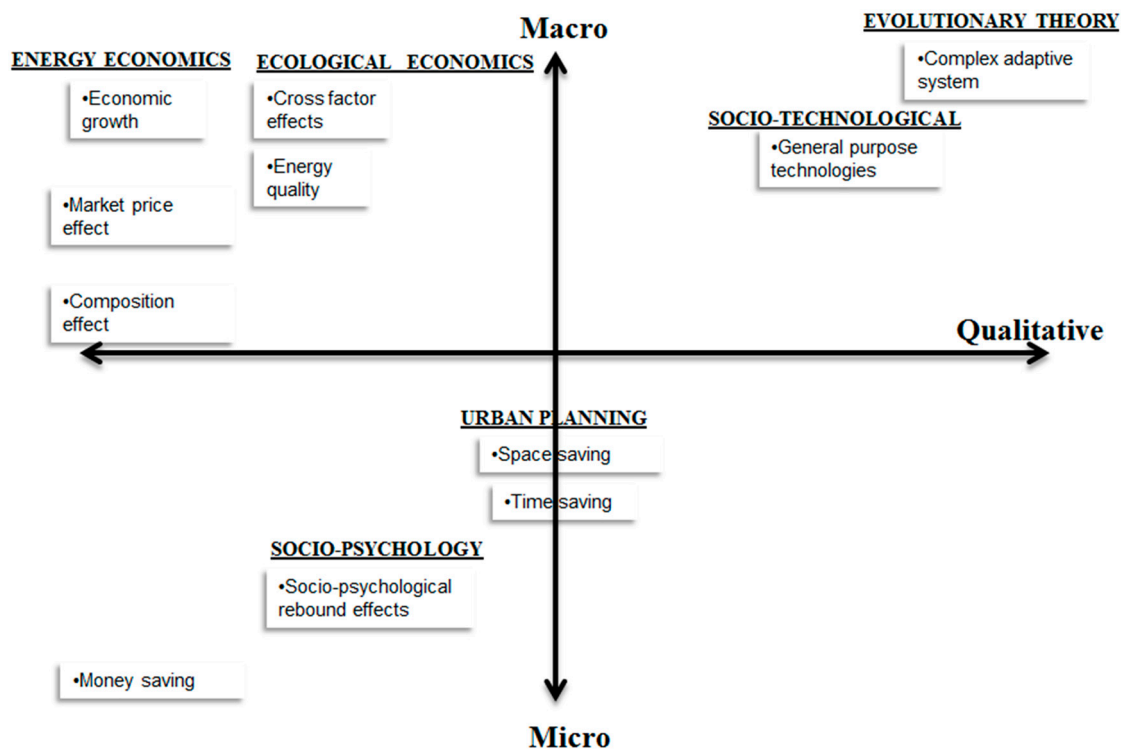 Macro
EVOLUTIONARY THEORY
•Complex adaptive
system
ENERGY ECONOMICS
•Economic
growth
ECOLOGICAL ECONOMICS
•Cross factor
effects
SOCIO-TECHNOLOGICAL
•General purpose
technologies
•Energy
quality
•Market price
effect
•Composition
effect
Qualitative
URBAN PLANNING
•Space saving
•Time saving
SOCIO-PSYCHOLOGY
•Socio-psychological
rebound effects
•Money saving
Micro